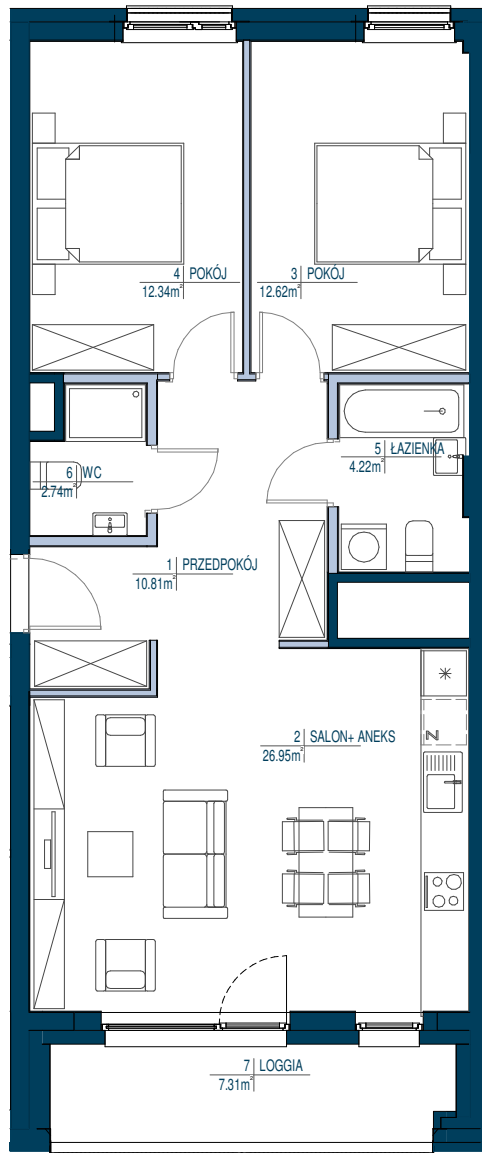 4 POKÓJ
12.34m²
3 POKÓJ
12.62m²
5 ŁAZIENKA
4.22m²
6 WC
2.74m²
1 PRZEDPOKÓJ
10.81m²
2 SALON+ ANEKS
26.95m²
Z
7 LOGGIA
7.31m²